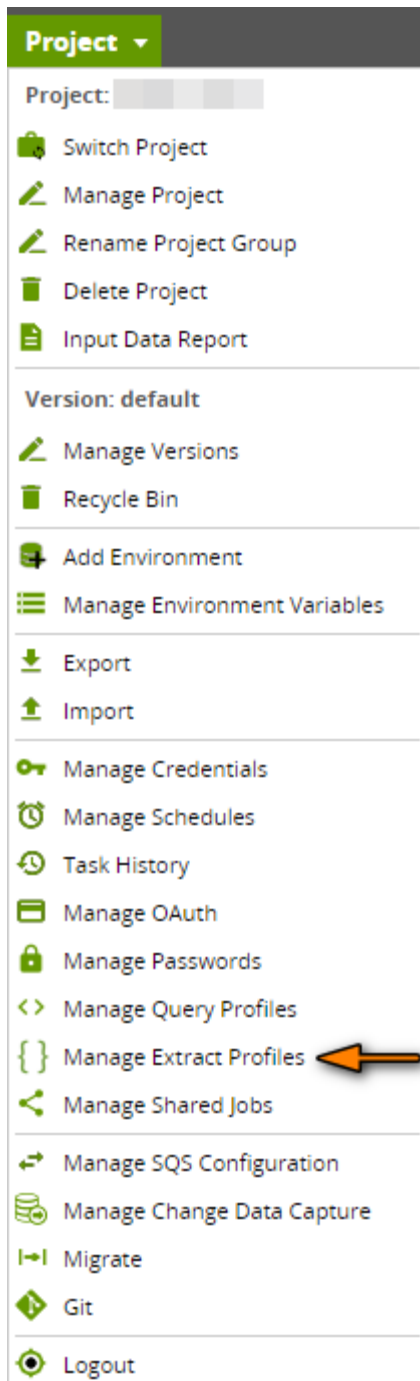 Project
Project:
Switch Project
Manage Project
Rename Project Group
Delete Project
Input Data Report
Version: default
Manage Versions
Recycle Bin
Add Environment
Manage Environment Variables
Export
Import
Manage Credentials
Manage Schedules
Task History
Manage OAuth
Manage Passwords
Manage Query Profiles
Manage Extract Profiles
Manage Shared Jobs
Manage SQS Configuration
Manage Change Data Capture
Migrate
Git
Logout